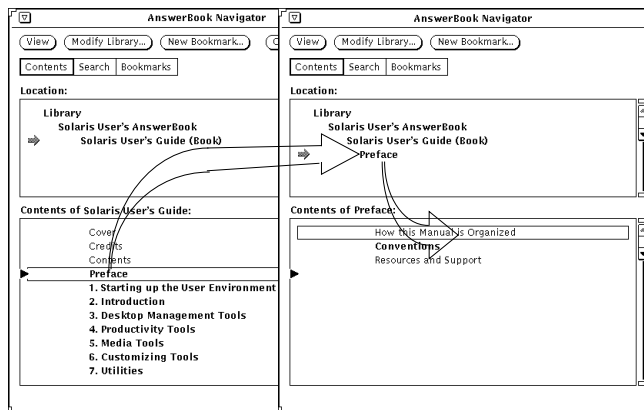 AnswerBook Navigator
View Modify Library... New Bookmark... C
Contents Search Bookmarks
Location:
Library
Solaris User's AnswerBook
Solaris User's Guide (Book)
Contents of Solaris User's Guide:
Cover
Credits
Contents
Preface
1. Starting up the User Environment
2. Introduction
3. Desktop Management Tools
4. Productivity Tools
5. Media Tools
6. Customizing Tools
7. Utilities
AnswerBook Navigator
View Modify Library... New Bookmark...
Contents Search Bookmarks
Location:
Library
Solaris User's AnswerBook
Solaris User's Guide (Book)
Preface
Contents of Preface:
How this Manual is Organized
Conventions
Resources and Support